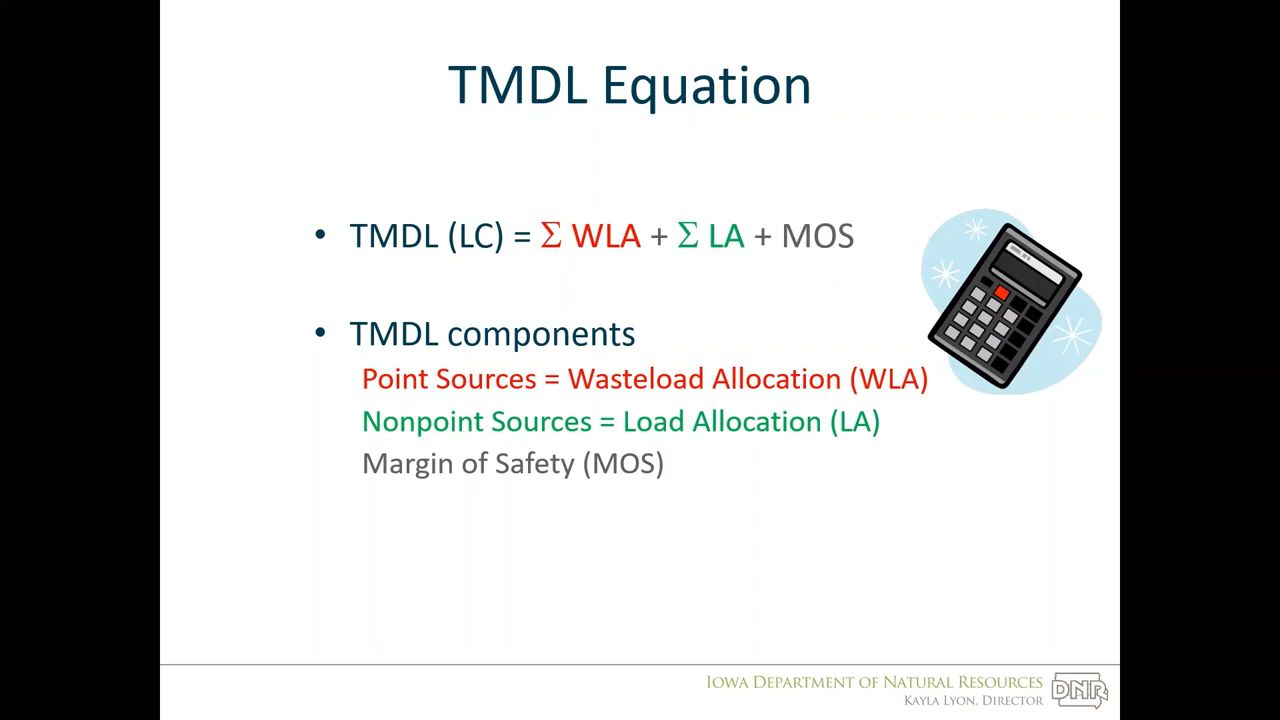 TMDL Equation
• TMDL (LC) = Σ WLA + Σ LA + MOS
• TMDL components
Point Sources = Wasteload Allocation (WLA)
Nonpoint Sources = Load Allocation (LA)
Margin of Safety (MOS)
IOWA DEPARTMENT OF NATURAL RESOURCES
KAYLA LYON, DIRECTOR
DNR